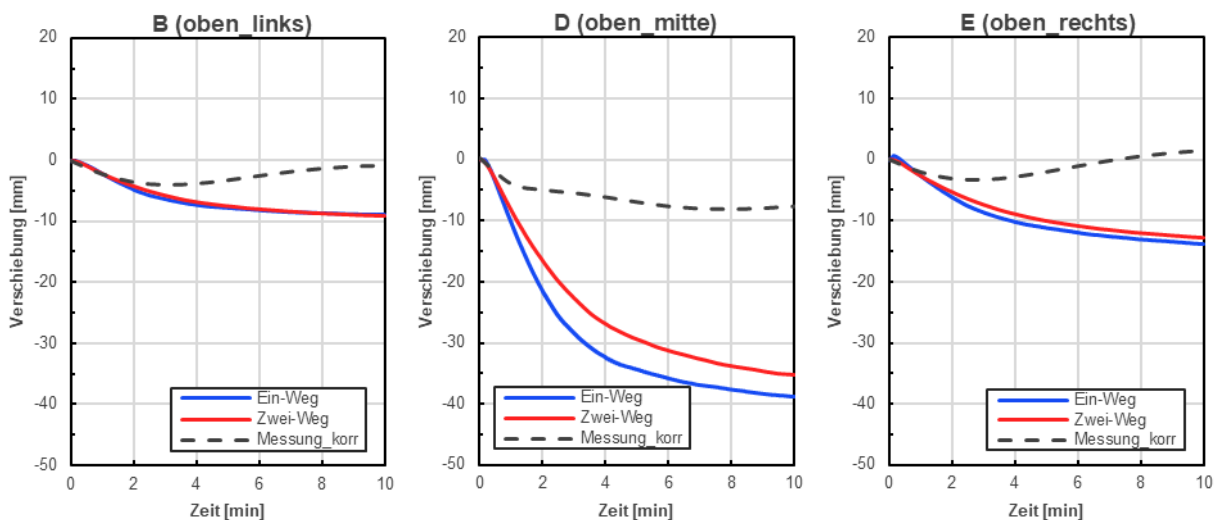 B (oben_links)
20
10
0
-10
-20
-30
-40
-50
Verschiebung [mm]
Ein-Weg
Zwei-Weg
Messung_korr
0 2 4 6 8 10
Zeit [min]
D (oben_mitte)
20
10
0
-10
-20
-30
-40
-50
Verschiebung [mm]
Ein-Weg
Zwei-Weg
Messung_korr
0 2 4 6 8 10
Zeit [min]
E (oben_rechts)
20
10
0
-10
-20
-30
-40
-50
Verschiebung [mm]
Ein-Weg
Zwei-Weg
Messung_korr
0 2 4 6 8 10
Zeit [min]